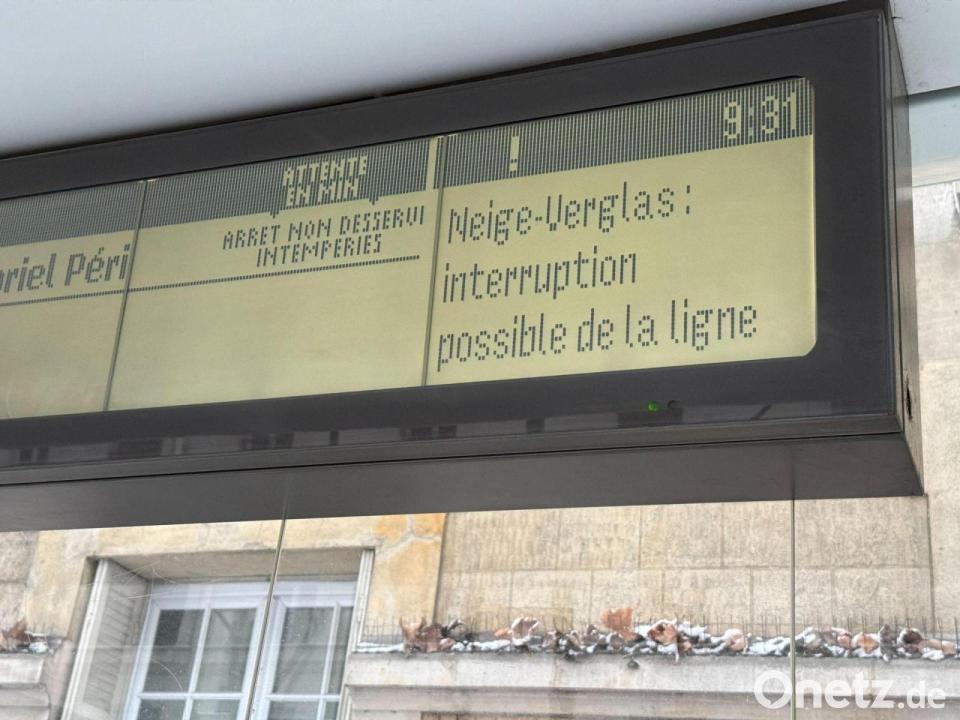 ATTENTE
EN MIN
! 9:31
ARRET NON DESSERVI
INTEMPERIES
briel Péri
Neige-Verglas :
interruption
possible de la ligne
Onetz.de